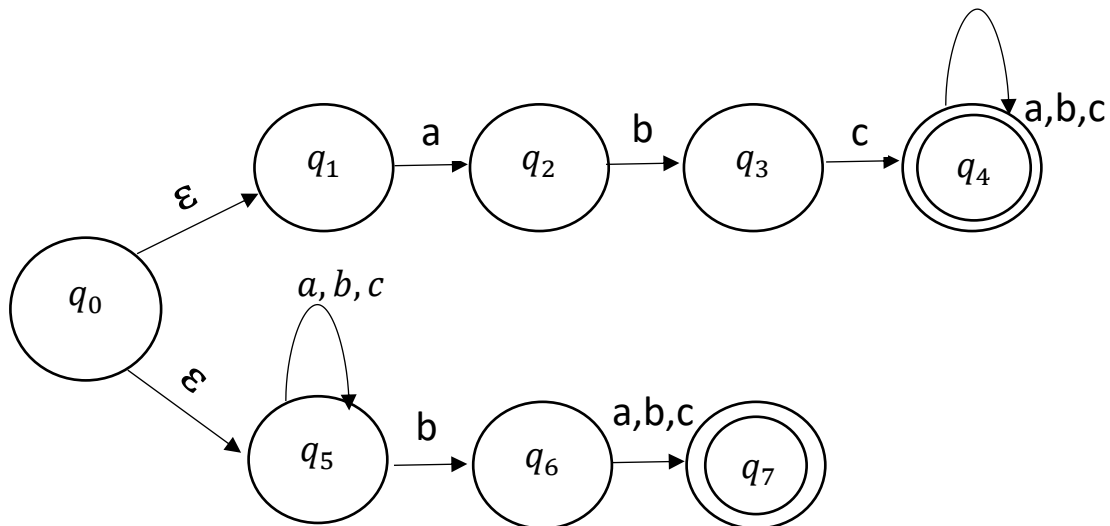 a,b,c
a
b
c
q₁
q₂
q₃
q₄
ε
q₀
a, b, c
ε
b
a,b,c
q₅
q₆
q₇